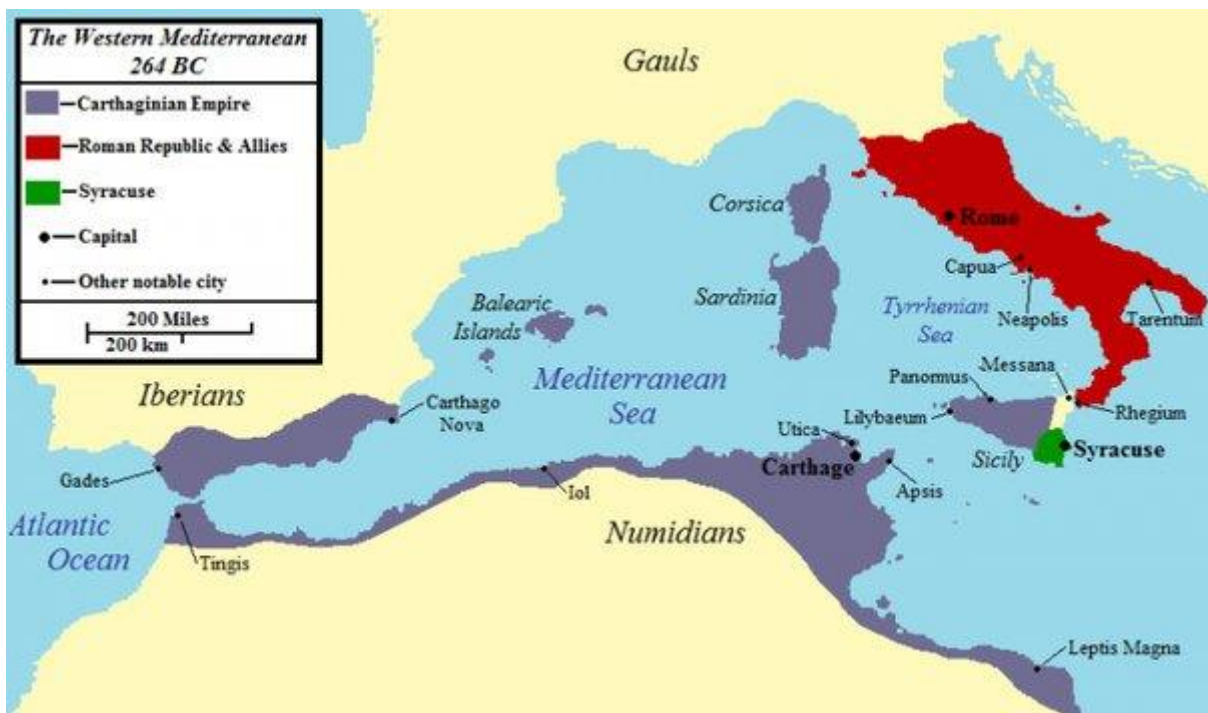 The Western Mediterranean
264 BC
Carthaginian Empire
Roman Republic & Allies
Syracuse
Capital
Other notable city
200 Miles
200 km
Gauls
Corsica
Rome
Capua
Balearic
Islands
Sardinia
Tyrrhenian
Sea
Neapolis
Tarentum
Iberians
Mediterranean
Sea
Messana
Panormus
Carthago
Nova
Lilybaeum
Rhegium
Utica
Gades
Carthage
Sicily
Syracuse
Iol
Apsis
Atlantic
Ocean
Numidians
Tingis
Leptis Magna